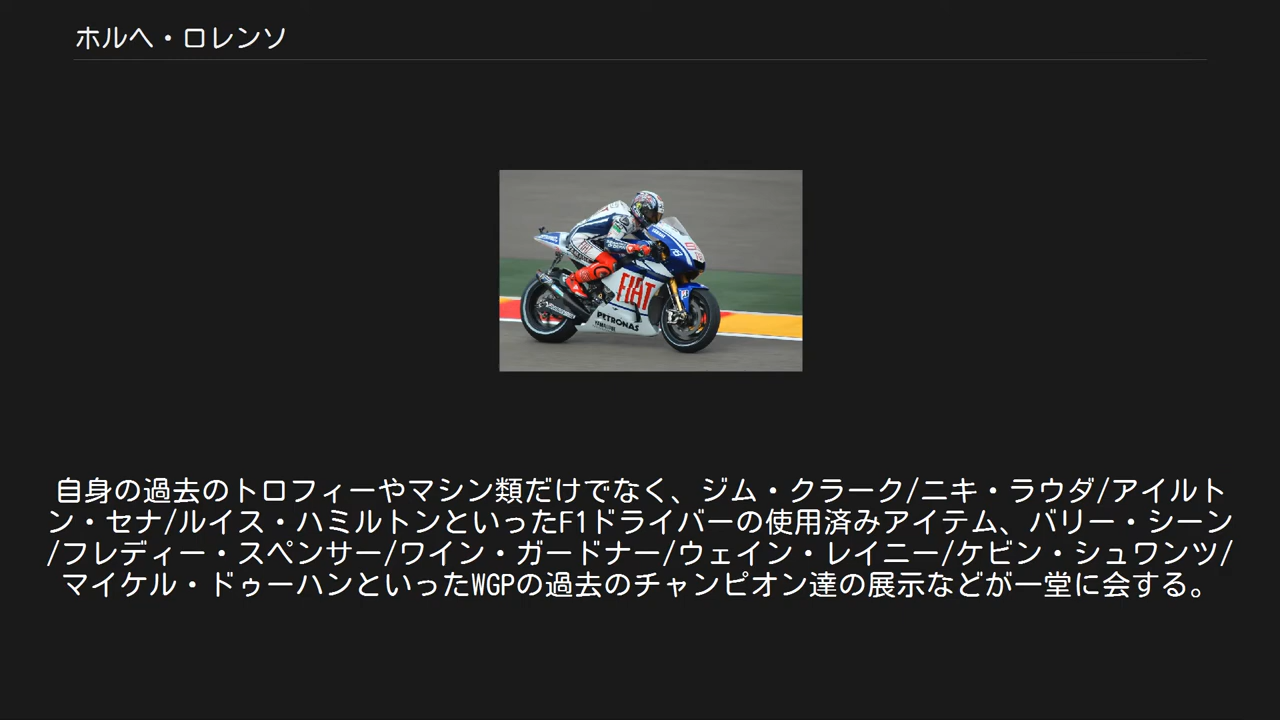 ホルヘ・ロレンソ
FIAT
PETRONAS
YAMAHA
自身の過去のトロフィーやマシン類だけでなく、ジム・クラーク/ニキ・ラウダ/アイルト
ン・セナ/ルイス・ハミルトンといったF1ドライバーの使用済みアイテム、バリー・シーン
/フレディー・スペンサー/ワイン・ガードナー/ウェイン・レイニー/ケビン・シュワンツ/
マイケル・ドゥーハンといったWGPの過去のチャンピオン達の展示などが一堂に会する。